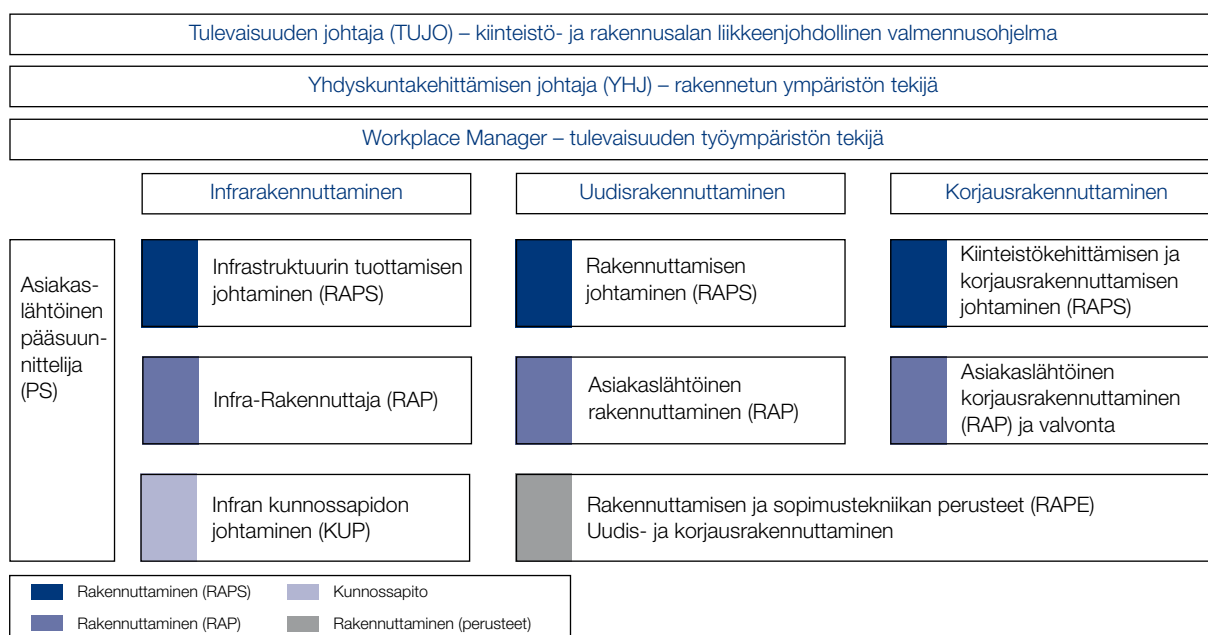 Tulevaisuuden johtaja (TUJO) – kiinteistö- ja rakennusalan liikkeenjohdollinen valmennusohjelma
Yhdyskuntakehittämisen johtaja (YHJ) – rakennetun ympäristön tekijä
Workplace Manager – tulevaisuuden työympäristön tekijä
Infrarakennuttaminen
Uudisrakennuttaminen
Korjausrakennuttaminen
Asiakas-
lähtöinen
pääsuun-
nittelija
(PS)
Infrastruktuurin tuottamisen
johtaminen (RAPS)
Rakennuttamisen
johtaminen (RAPS)
Kiinteistökehittämisen ja
korjausrakennuttamisen
johtaminen (RAPS)
Infra-Rakennuttaja (RAP)
Asiakaslähtöinen
rakennuttaminen (RAP)
Asiakaslähtöinen
korjausrakennuttaminen
(RAP) ja valvonta
Infran kunnossapidon
johtaminen (KUP)
Rakennuttamisen ja sopimustekniikan perusteet (RAPE)
Uudis- ja korjausrakennuttaminen
Rakennuttaminen (RAPS)
Kunnossapito
Rakennuttaminen (RAP)
Rakennuttaminen (perusteet)